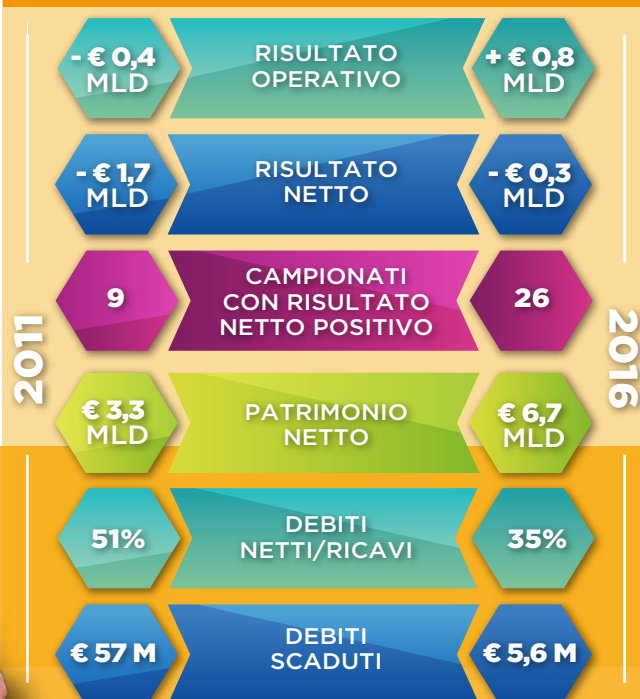 - € 0,4
MLD
RISULTATO
OPERATIVO
+ € 0,8
MLD
- € 1,7
MLD
RISULTATO
NETTO
- € 0,3
MLD
9
CAMPIONATI
CON RISULTATO
NETTO POSITIVO
26
2011
2016
€ 3,3
MLD
PATRIMONIO
NETTO
€ 6,7
MLD
51%
DEBITI
NETTI/RICAVI
35%
€ 57 M
DEBITI
SCADUTI
€ 5,6 M